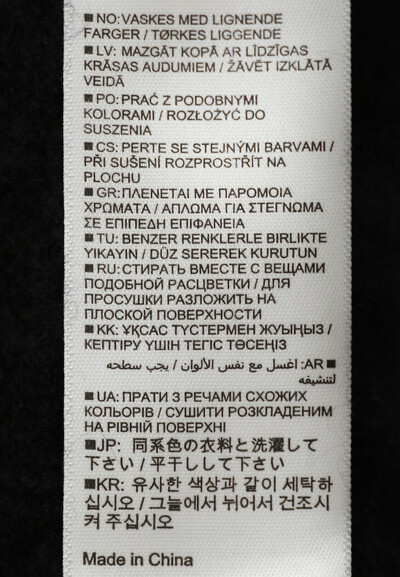 ■ NO: VASKES MED LIGNENDE
FARGER / TØRKES LIGGENDE
■ LV: MAZGĀT KOPĀ AR LĪDZĪGAS
KRĀSAS AUDUMIEM / ŽĀVĒT IZKLĀTĀ
VEIDĀ
■ PO: PRAĆ Z PODOBNYMI
KOLORAMI / ROZŁOŻYĆ DO
SUSZENIA
■ CS: PERTE SE STEJNÝMI BARVAMI /
PŘI SUŠENÍ ROZPROSTŘÍT NA
PLOCHU
■ GR: ΠΛΕΝΕΤΑΙ ΜΕ ΠΑΡΟΜΟΙΑ
ΧΡΩΜΑΤΑ / ΑΠΛΩΜΑ ΓΙΑ ΣΤΕΓΝΩΜΑ
ΣΕ ΕΠΙΠΕΔΗ ΕΠΙΦΑΝΕΙΑ
■ TU: BENZER RENKLERLE BIRLIKTE
YIKAYIN / DÜZ SEREREK KURUTUN
■ RU: СТИРАТЬ ВМЕСТЕ С ВЕЩАМИ
ПОДОБНОЙ РАСЦВЕТКИ / ДЛЯ
ПРОСУШКИ РАЗЛОЖИТЬ НА
ПЛОСКОЙ ПОВЕРХНОСТИ
■ KK: ҰҚСАС ТҮСТЕРМЕН ЖУЫҢЫЗ /
КЕПТІРУ ҮШІН ТЕГІС ТӨСЕҢІЗ
■ AR: اغسل مع نفس الألوان / يجب سطحه
لتنشيفه
■ UA: ПРАТИ З РЕЧАМИ СХОЖИХ
КОЛЬОРІВ / СУШИТИ РОЗКЛАДЕНИМ
НА РІВНІЙ ПОВЕРХНІ
■JP: 同系色の衣料と洗濯して
下さい / 平干しして下さい
■KR: 유사한 색상과 같이 세탁하
십시오 / 그늘에서 뉘어서 건조시
켜 주십시오
Made in China